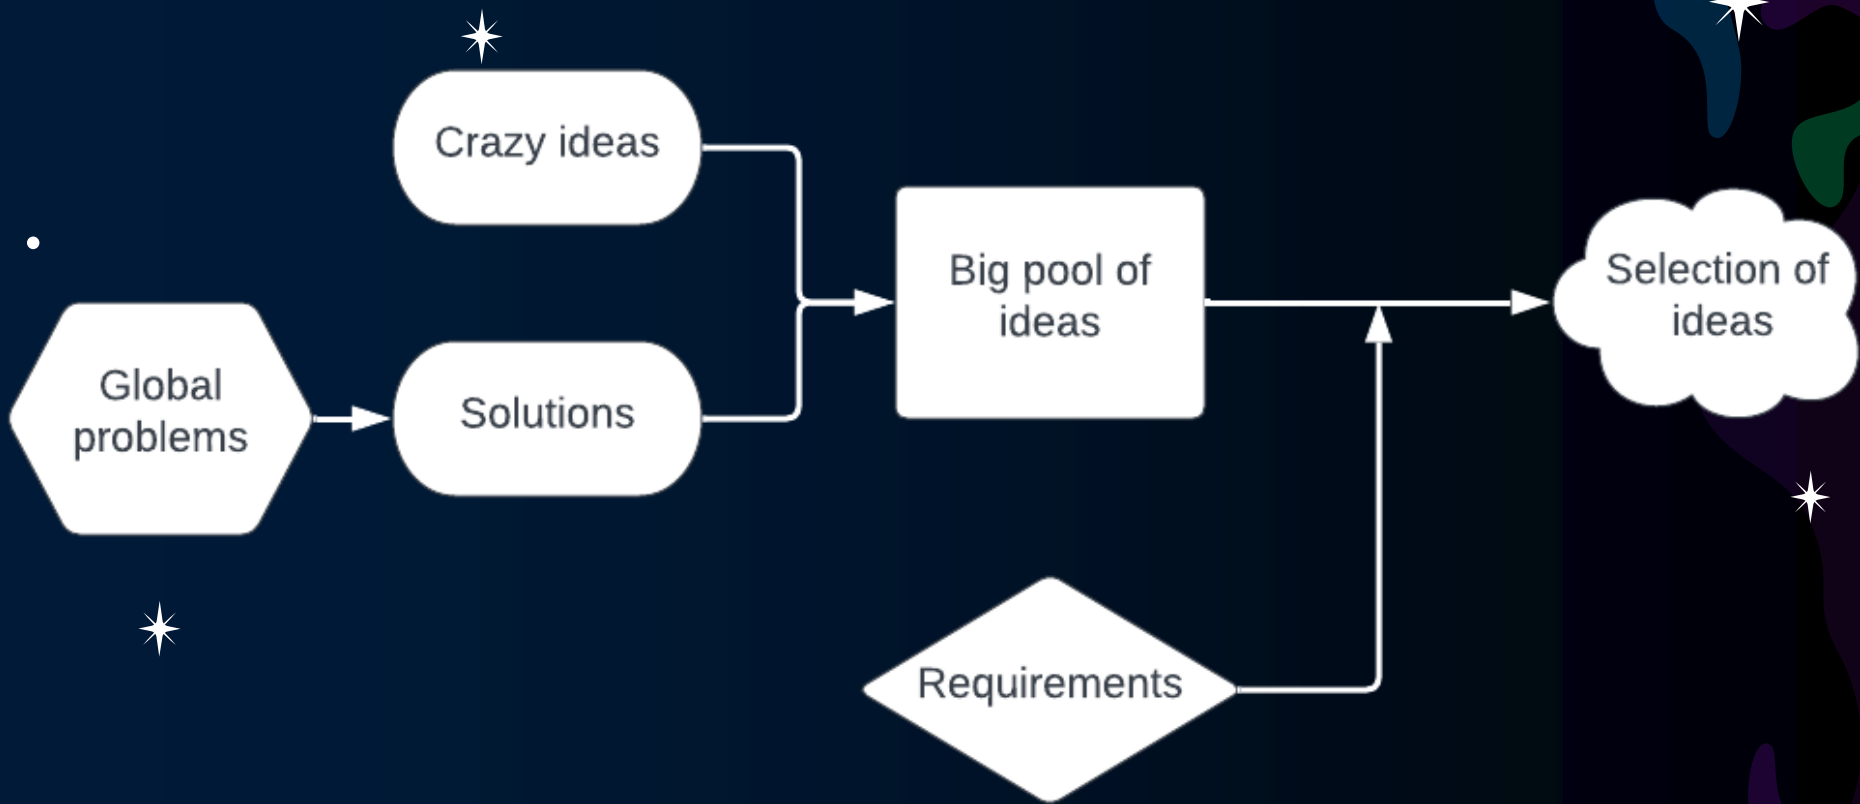 Crazy ideas
Big pool of
ideas
Selection of
ideas
Global
problems
Solutions
Requirements